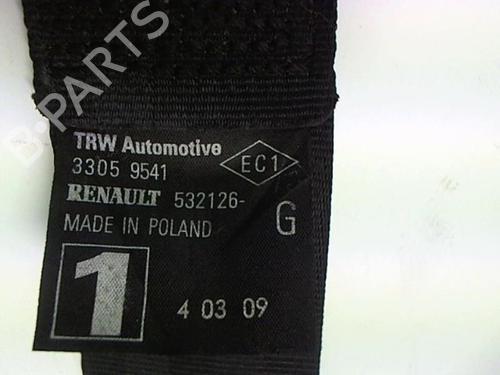 B-PARTS
TRW Automotive
3305 9541
EC1
RENAULT 532126-
G
MADE IN POLAND
1
4 03 09